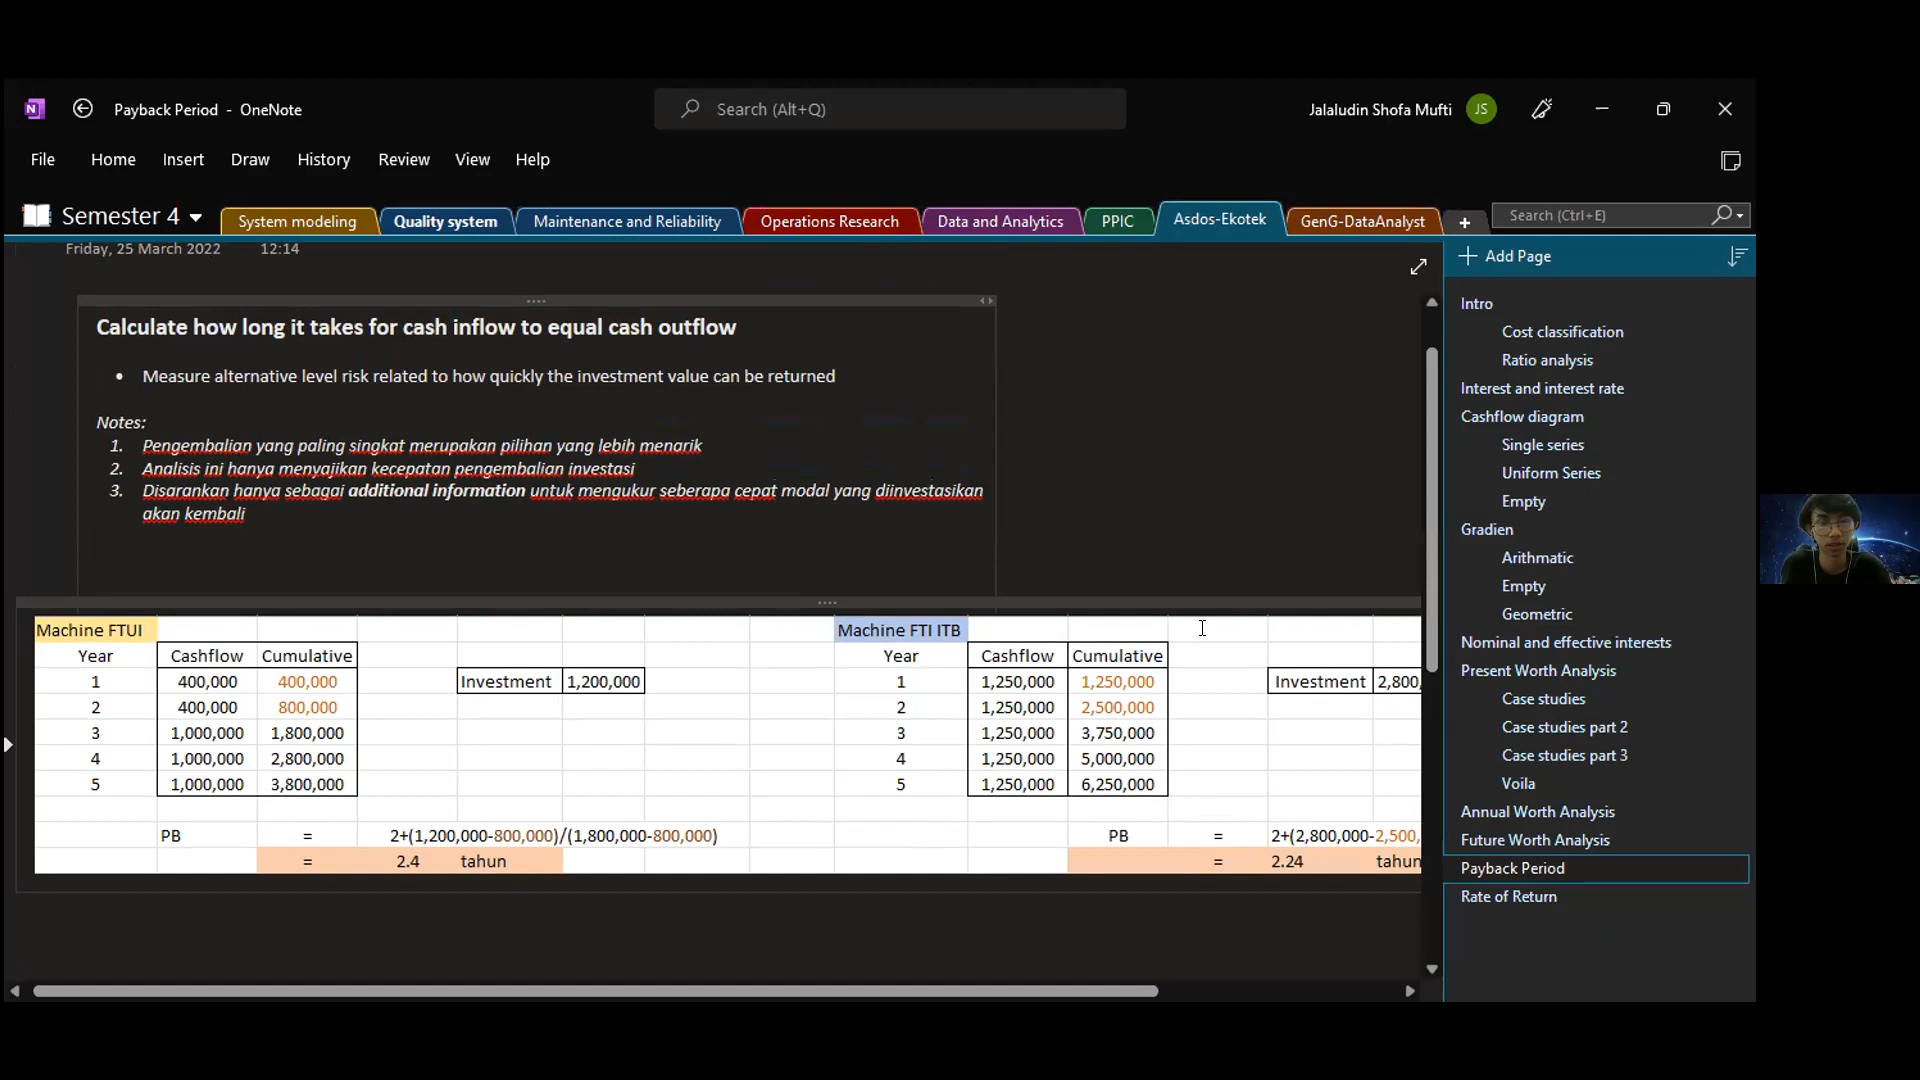 Payback Period - OneNote
Search (Alt+Q)
Jalaludin Shofa Mufti JS
File Home Insert Draw History Review View Help
Semester 4 System modeling Quality system Maintenance and Reliability Operations Research Data and Analytics PPIC Asdos-Ekotek GenG-DataAnalyst + Search (Ctrl+E)
Friday, 25 March 2022 12:14
Calculate how long it takes for cash inflow to equal cash outflow
• Measure alternative level risk related to how quickly the investment value can be returned
Notes:
1. Pengembalian yang paling singkat merupakan pilihan yang lebih menarik
2. Analisis ini hanya menyajikan kecepatan pengembalian investasi
3. Disarankan hanya sebagai additional information untuk mengukur seberapa cepat modal yang diinvestasikan
akan kembali
Machine FTUI
Year Cashflow Cumulative
1 400,000 400,000 Investment 1,200,000
2 400,000 800,000
3 1,000,000 1,800,000
4 1,000,000 2,800,000
5 1,000,000 3,800,000
PB = 2+(1,200,000-800,000)/(1,800,000-800,000)
= 2.4 tahun
Machine FTI ITB
Year Cashflow Cumulative
1 1,250,000 1,250,000 Investment 2,800,
2 1,250,000 2,500,000
3 1,250,000 3,750,000
4 1,250,000 5,000,000
5 1,250,000 6,250,000
PB = 2+(2,800,000-2,500,
= 2.24 tahun
Add Page
Intro
Cost classification
Ratio analysis
Interest and interest rate
Cashflow diagram
Single series
Uniform Series
Empty
Gradien
Arithmatic
Empty
Geometric
Nominal and effective interests
Present Worth Analysis
Case studies
Case studies part 2
Case studies part 3
Voila
Annual Worth Analysis
Future Worth Analysis
Payback Period
Rate of Return